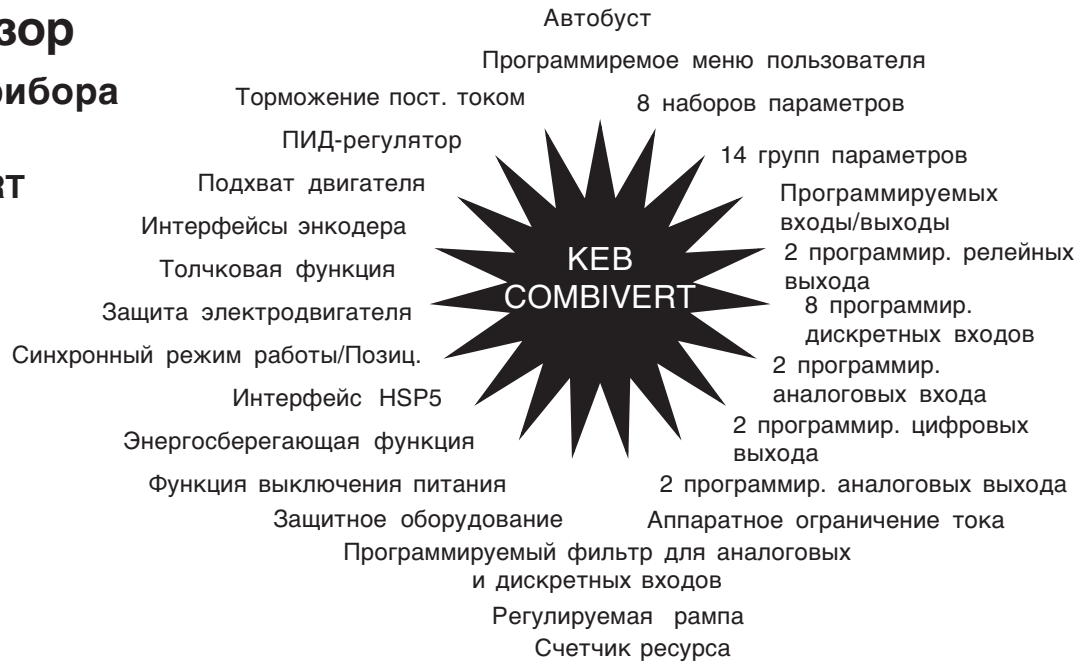 зор
рибора
RT
Автобуст
Программиремое меню пользователя
Торможение пост. током
8 наборов параметров
ПИД-регулятор
14 групп параметров
Подхват двигателя
Программируемых
входы/выходы
Интерфейсы энкодера
2 программир. релейных
выхода
KEB
COMBIVERT
Толчковая функция
8 программир.
дискретных входов
Защита электродвигателя
Синхронный режим работы/Позиц.
2 программир.
аналоговых входа
Интерфейс HSP5
2 программир. цифровых
выхода
Энергосберегающая функция
Функция выключения питания
2 программир. аналоговых выхода
Защитное оборудование
Аппаратное ограничение тока
Программируемый фильтр для аналоговых
и дискретных входов
Регулируемая рампа
Счетчик ресурса